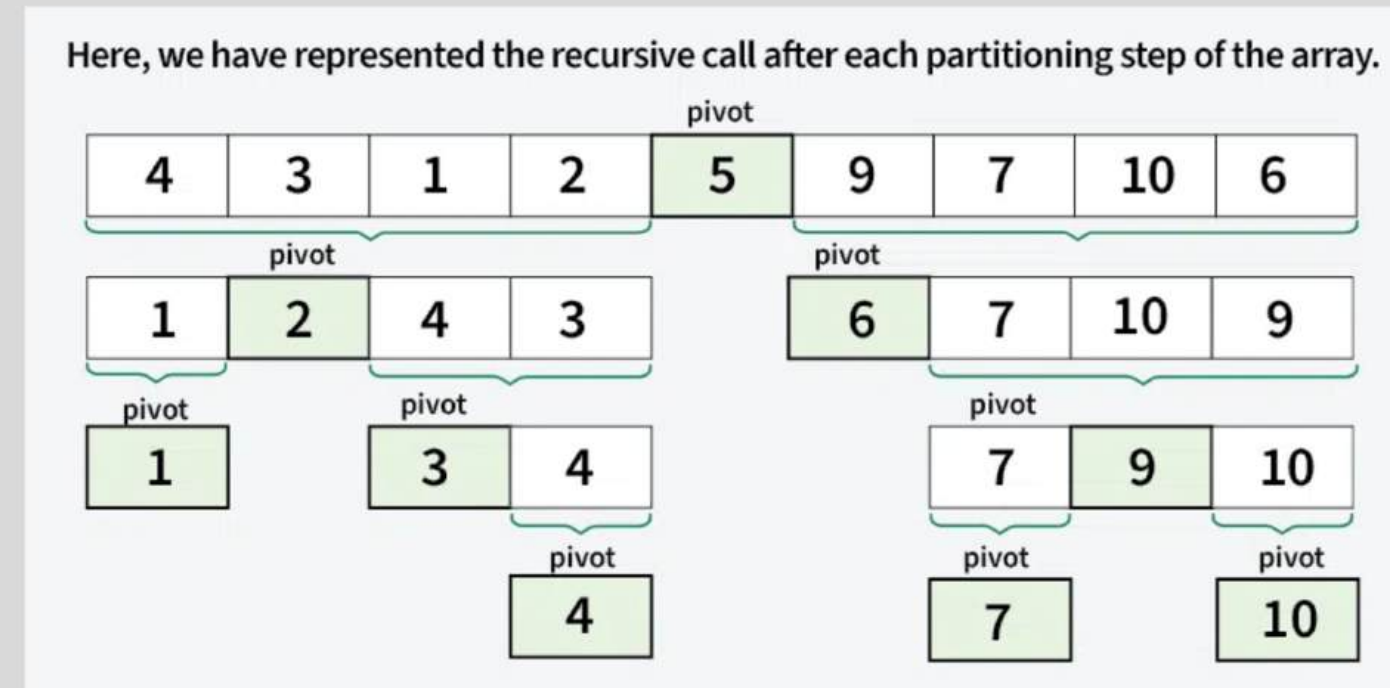 Here, we have represented the recursive call after each partitioning step of the array.
pivot
4 3 1 2 5 9 7 10 6
pivot pivot
1 2 4 3 6 7 10 9
pivot pivot pivot
1 3 4 7 9 10
pivot pivot pivot
4 7 10